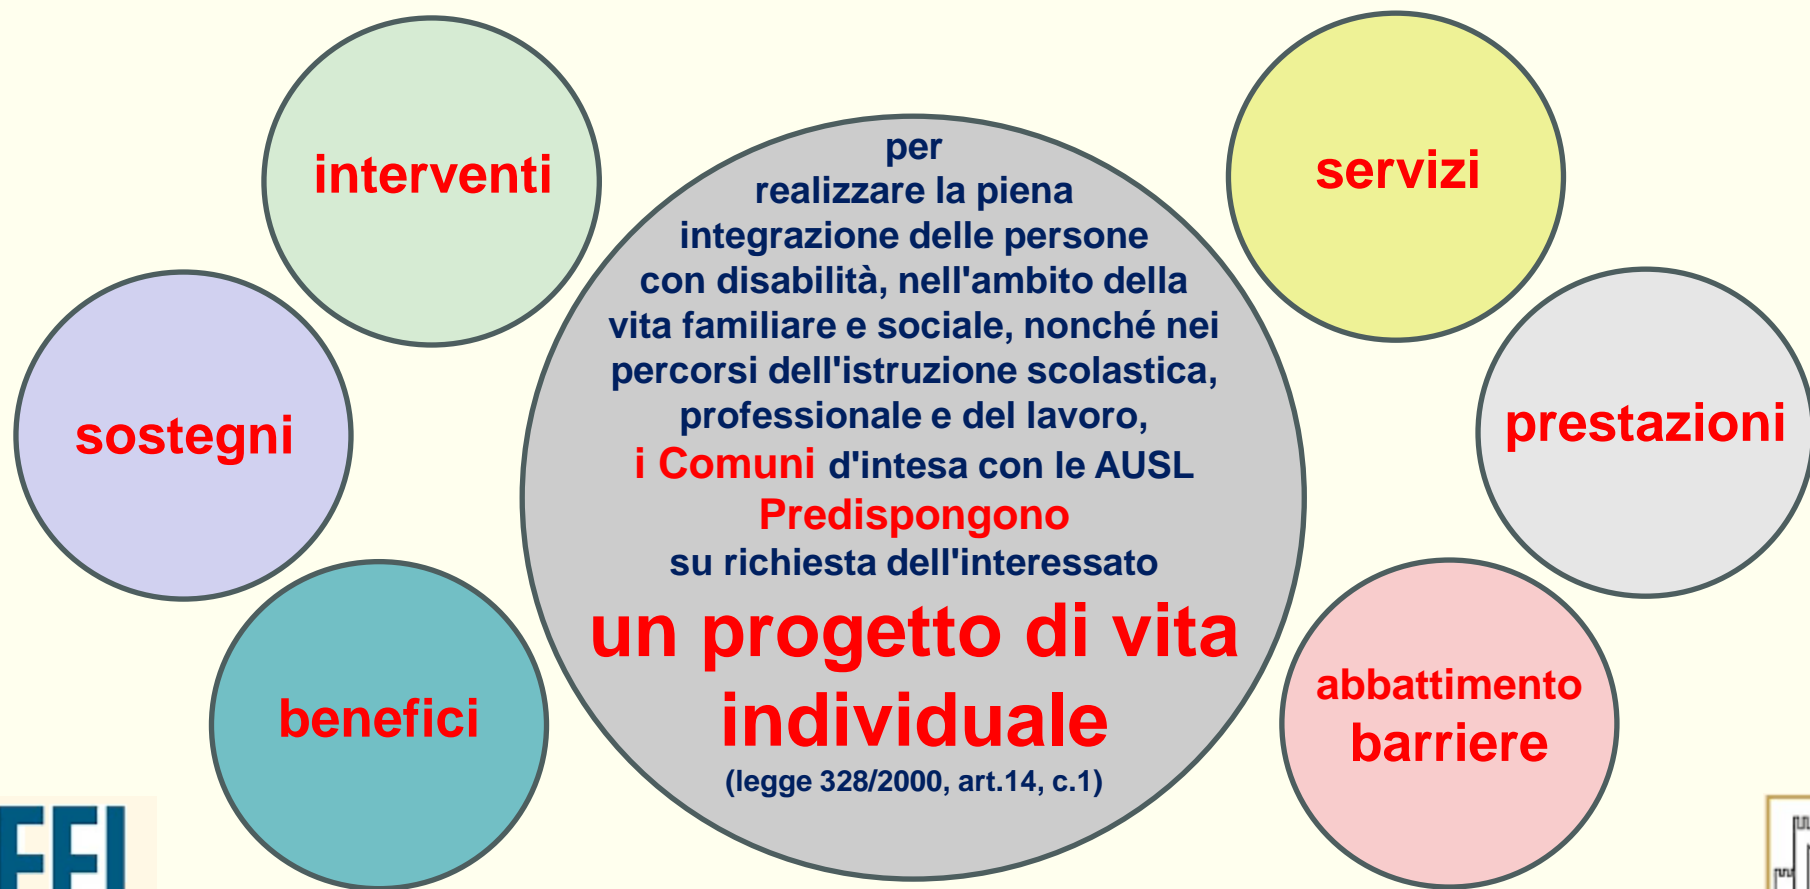 interventi
sostegni
benefici
per
realizzare la piena
integrazione delle persone
con disabilità, nell'ambito della
vita familiare e sociale, nonché nei
percorsi dell'istruzione scolastica,
professionale e del lavoro,
i Comuni d'intesa con le AUSL
Predispongono
su richiesta dell'interessato
un progetto di vita
individuale
(legge 328/2000, art.14, c.1)
servizi
prestazioni
abbattimento
barriere